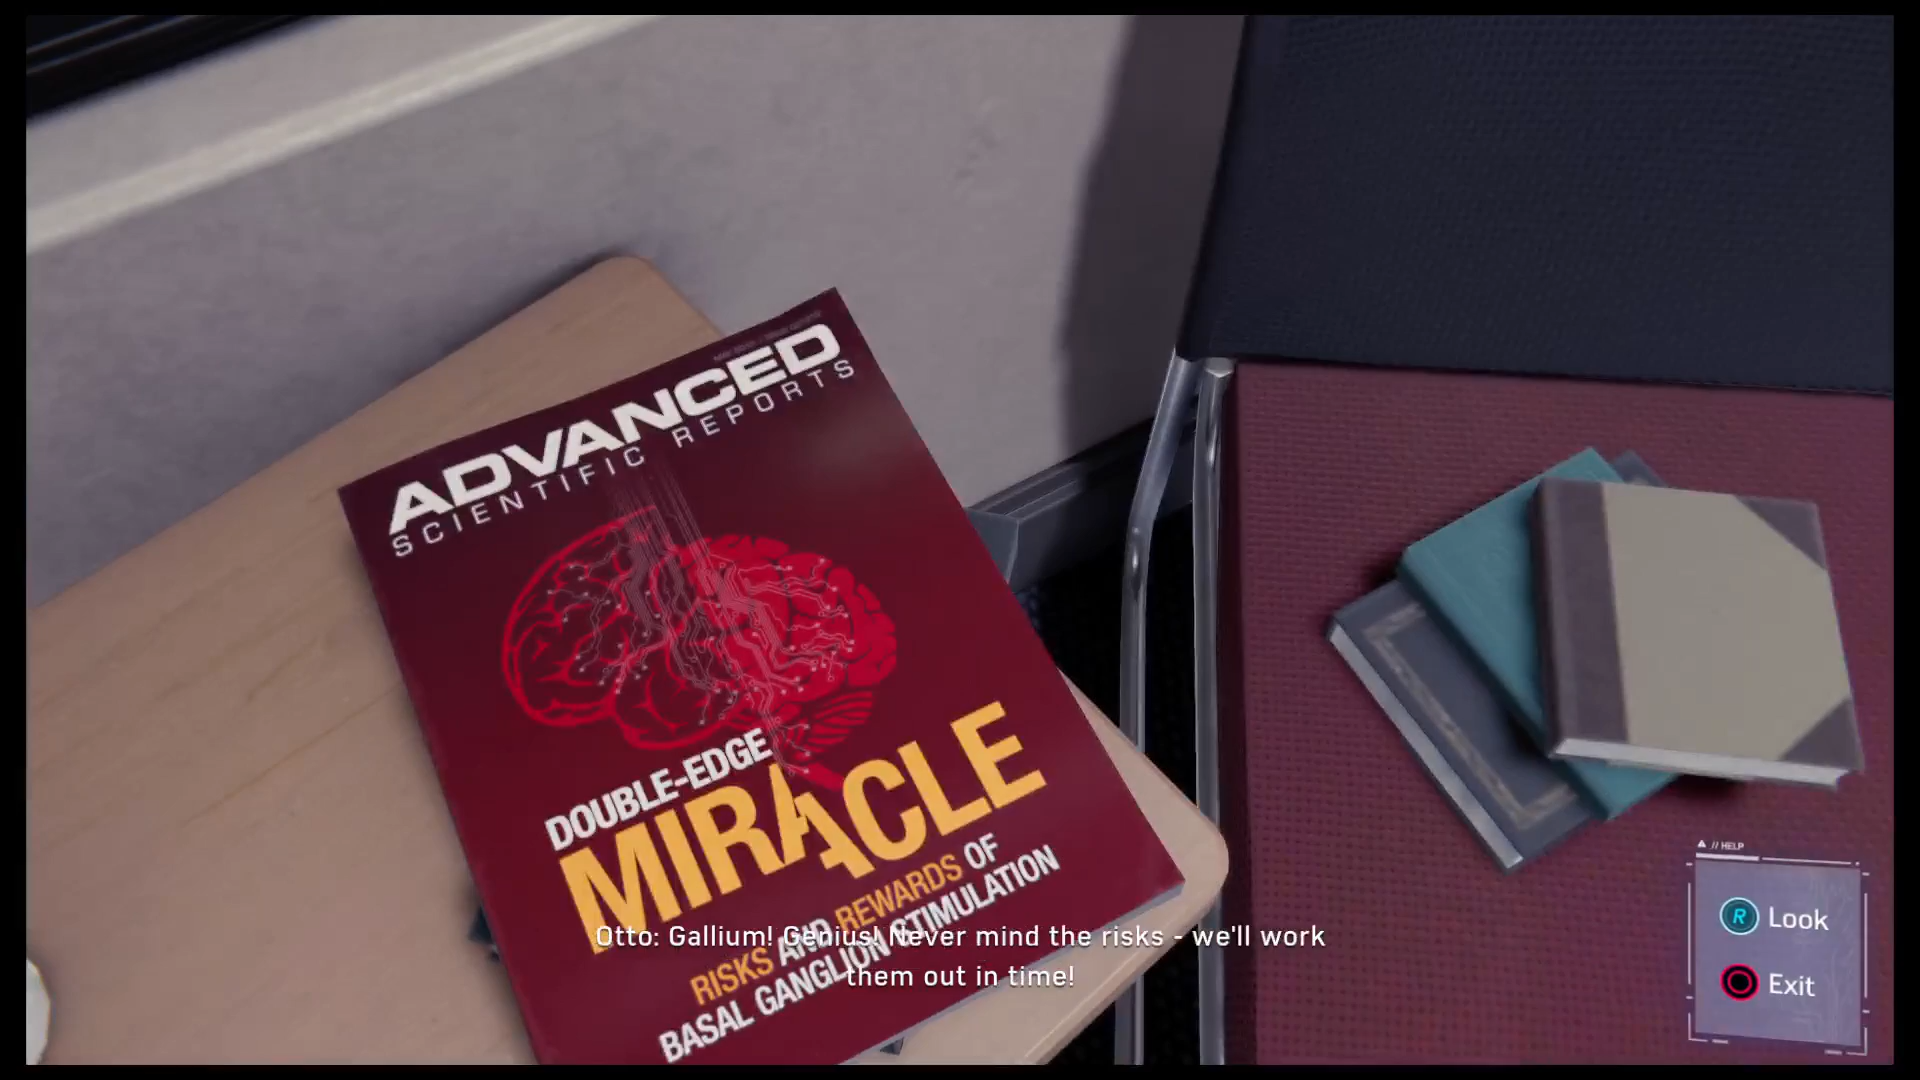 ADVANCED
SCIENTIFIC REPORTS
DOUBLE-EDGE
MIRACLE
RISKS AND REWARDS OF
BASAL GANGLION STIMULATION
Otto: Gallium! Genius! Never mind the risks - we'll work
them out in time!
// HELP
R Look
Exit